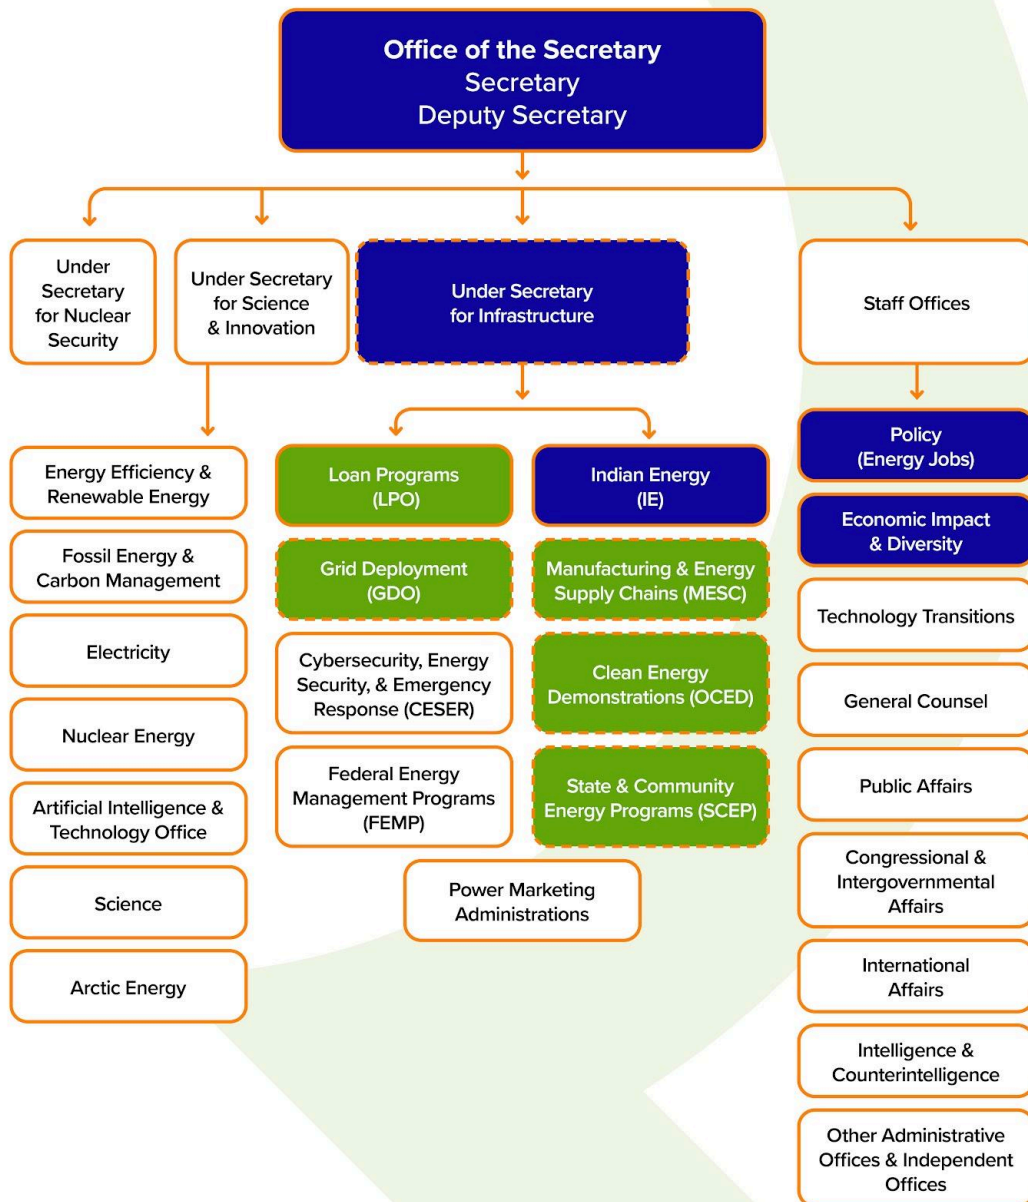 Office of the Secretary
Secretary
Deputy Secretary
Under
Secretary
for Nuclear
Security
Under Secretary
for Science
& Innovation
Under Secretary
for Infrastructure
Staff Offices
Energy Efficiency &
Renewable Energy
Fossil Energy &
Carbon Management
Electricity
Nuclear Energy
Artificial Intelligence &
Technology Office
Science
Arctic Energy
Loan Programs
(LPO)
Grid Deployment
(GDO)
Cybersecurity, Energy
Security, & Emergency
Response (CESER)
Federal Energy
Management Programs
(FEMP)
Indian Energy
(IE)
Manufacturing & Energy
Supply Chains (MESC)
Clean Energy
Demonstrations (OCED)
State & Community
Energy Programs (SCEP)
Power Marketing
Administrations
Policy
(Energy Jobs)
Economic Impact
& Diversity
Technology Transitions
General Counsel
Public Affairs
Congressional &
Intergovernmental
Affairs
International
Affairs
Intelligence &
Counterintelligence
Other Administrative
Offices & Independent
Offices